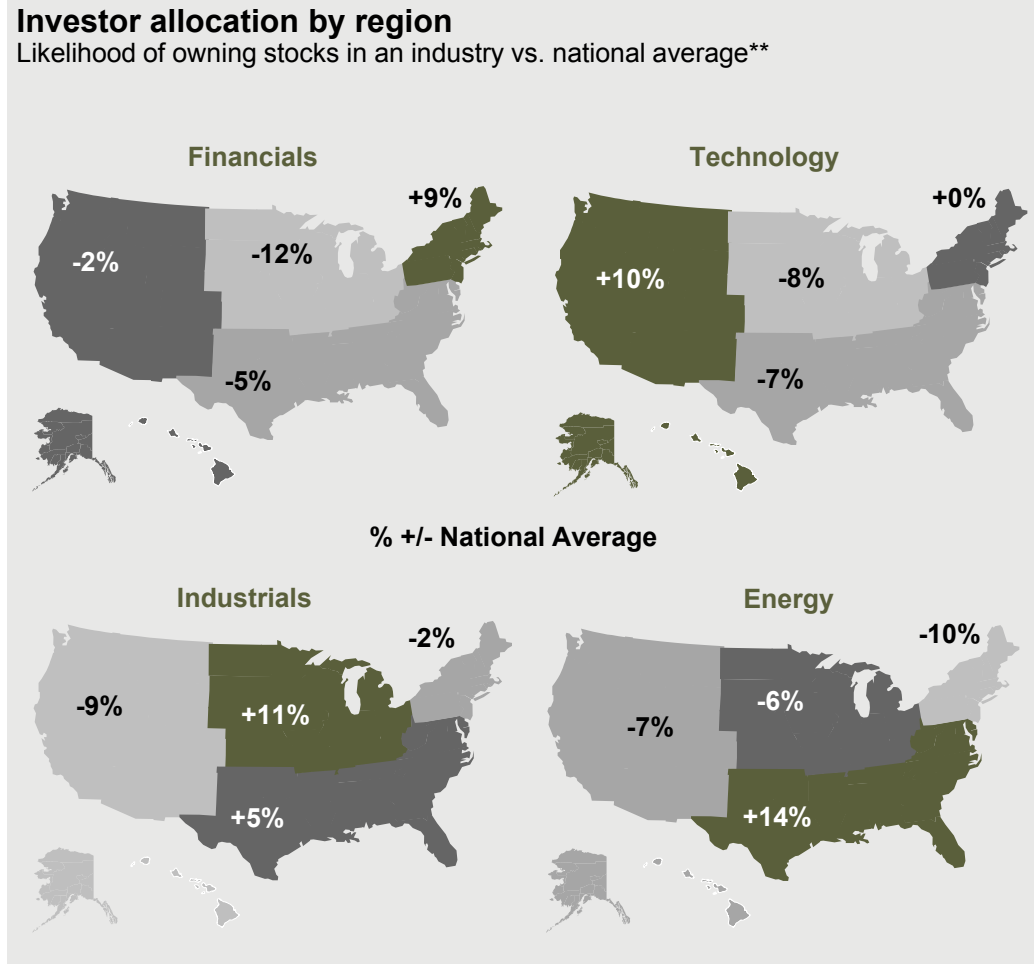 Investor allocation by region
Likelihood of owning stocks in an industry vs. national average**
Financials
+9%
-2%
-12%
-5%
Technology
+0%
+10%
-8%
-7%
% +/- National Average
Industrials
-2%
-9%
+11%
+5%
Energy
-10%
-6%
-7%
+14%